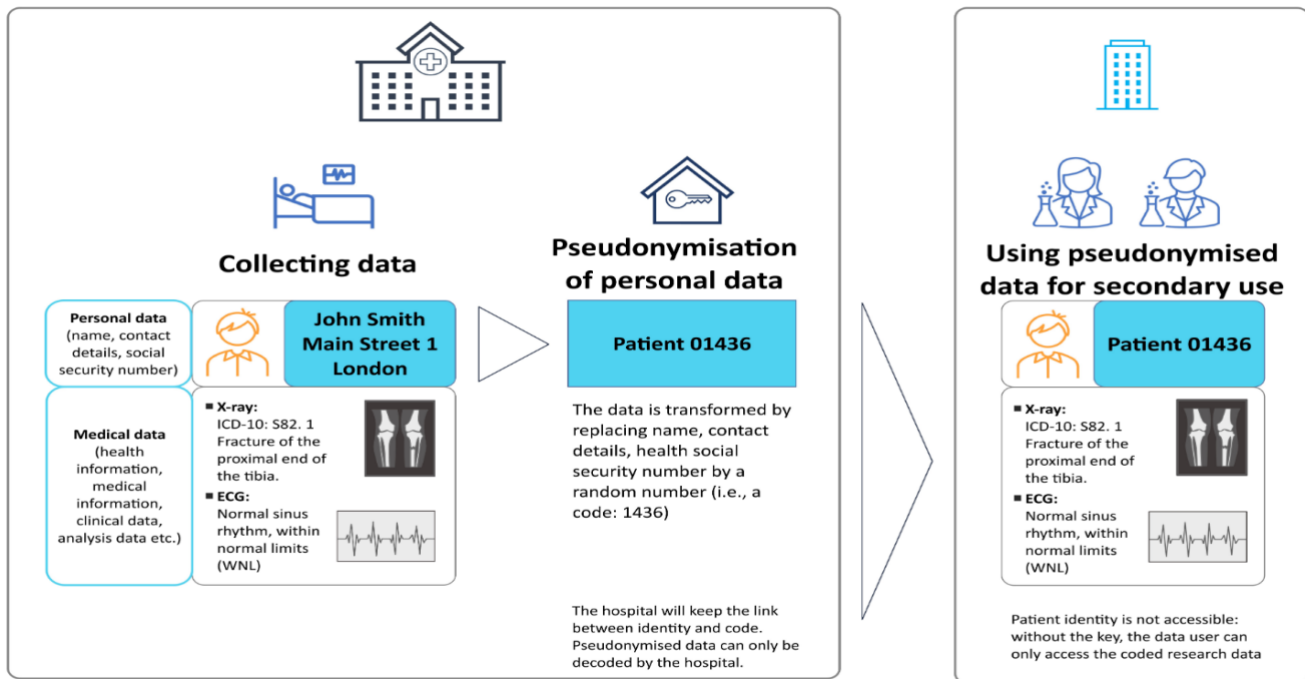 Collecting data
Personal data
(name, contact
details, social
security number)
John Smith
Main Street 1
London
Medical data
(health
information,
medical
information,
clinical data,
analysis data etc.)
▪ X-ray:
ICD-10: S82. 1
Fracture of the
proximal end of
the tibia.
▪ ECG:
Normal sinus
rhythm, within
normal limits
(WNL)
Pseudonymisation
of personal data
Patient 01436
The data is transformed by
replacing name, contact
details, health social
security number by a
random number (i.e., a
code: 1436)
The hospital will keep the link
between identity and code.
Pseudonymised data can only be
decoded by the hospital.
Using pseudonymised
data for secondary use
Patient 01436
▪ X-ray:
ICD-10: S82. 1
Fracture of the
proximal end of
the tibia.
▪ ECG:
Normal sinus
rhythm, within
normal limits
(WNL)
Patient identity is not accessible:
without the key, the data user can
only access the coded research data